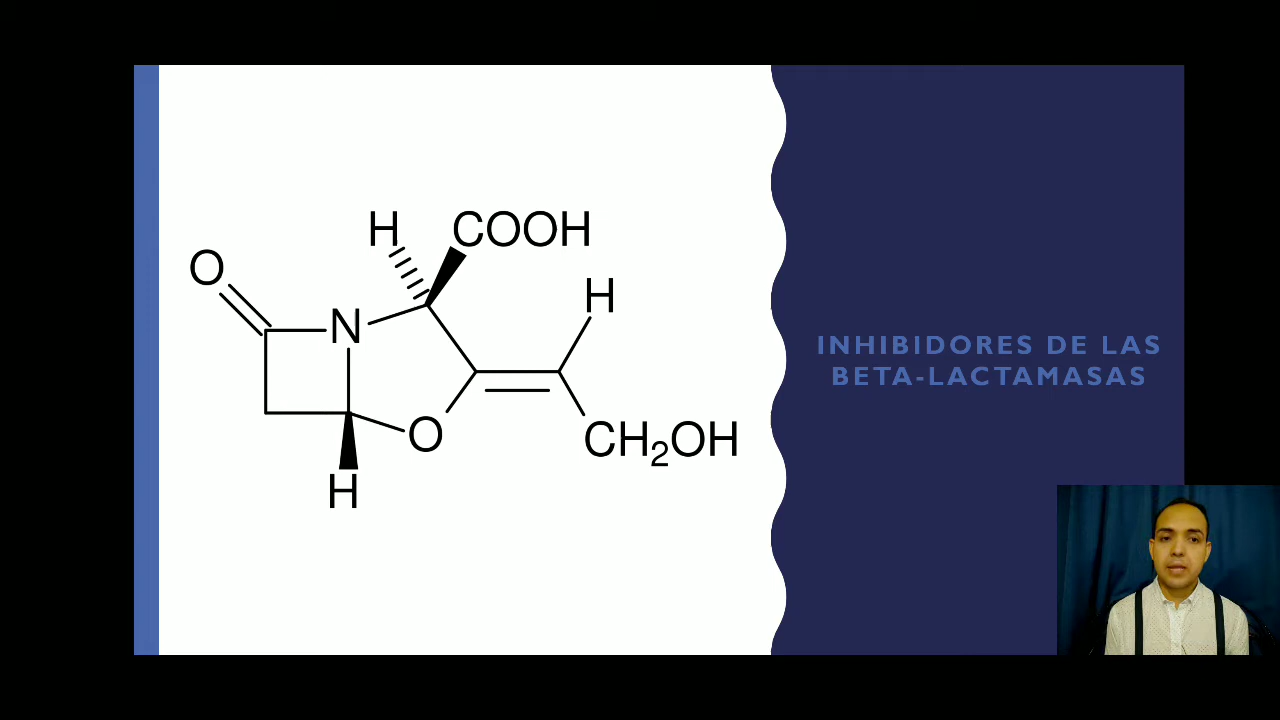 H
COOH
O
H
N
O
CH2OH
H
INHIBIDORES DE LAS
BETA-LACTAMASAS